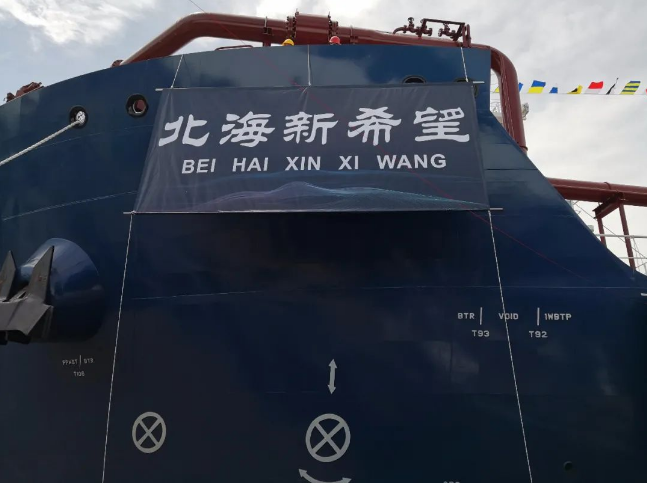 北海新希望
BEI HAI XIN XI WANG
BTR VOID 1WBTP
T93 T92